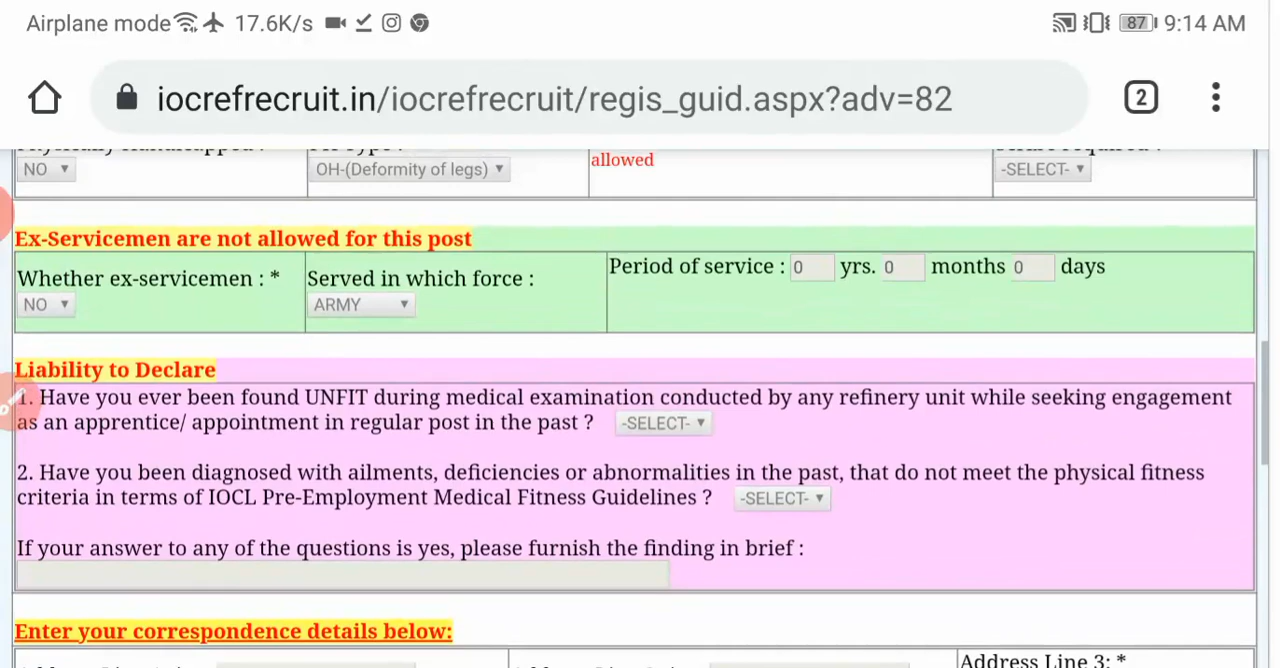 Airplane mode 17.6K/s 87 9:14 AM
iocrefrecruit.in/iocrefrecruit/regis_guid.aspx?adv=82 2
NO OH-(Deformity of legs) allowed -SELECT-
Ex-Servicemen are not allowed for this post
Whether ex-servicemen : * Served in which force : Period of service : 0 yrs. 0 months 0 days
NO ARMY
Liability to Declare
1. Have you ever been found UNFIT during medical examination conducted by any refinery unit while seeking engagement
as an apprentice/ appointment in regular post in the past ? -SELECT-
2. Have you been diagnosed with ailments, deficiencies or abnormalities in the past, that do not meet the physical fitness
criteria in terms of IOCL Pre-Employment Medical Fitness Guidelines ? -SELECT-
If your answer to any of the questions is yes, please furnish the finding in brief :
Enter your correspondence details below:
Address Line 3: *